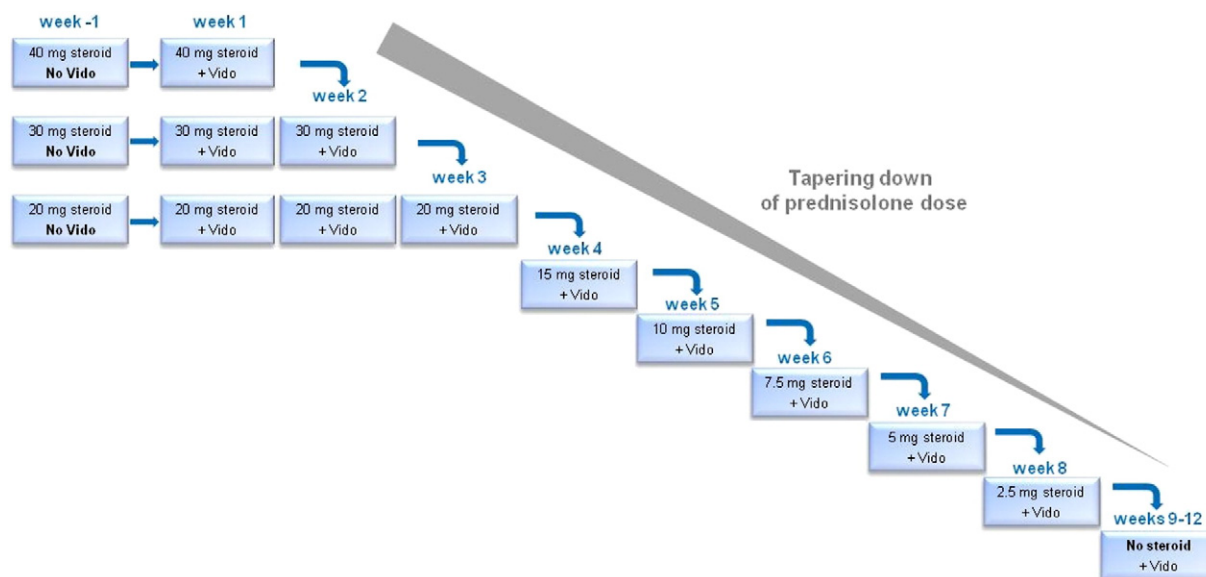 week -1
week 1
40 mg steroid
No Vido
40 mg steroid
+ Vido
week 2
30 mg steroid
No Vido
30 mg steroid
+ Vido
30 mg steroid
+ Vido
week 3
20 mg steroid
No Vido
20 mg steroid
+ Vido
20 mg steroid
+ Vido
20 mg steroid
+ Vido
Tapering down
of prednisolone dose
week 4
15 mg steroid
+ Vido
week 5
10 mg steroid
+ Vido
week 6
7.5 mg steroid
+ Vido
week 7
5 mg steroid
+ Vido
week 8
2.5 mg steroid
+ Vido
weeks 9-12
No steroid
+ Vido